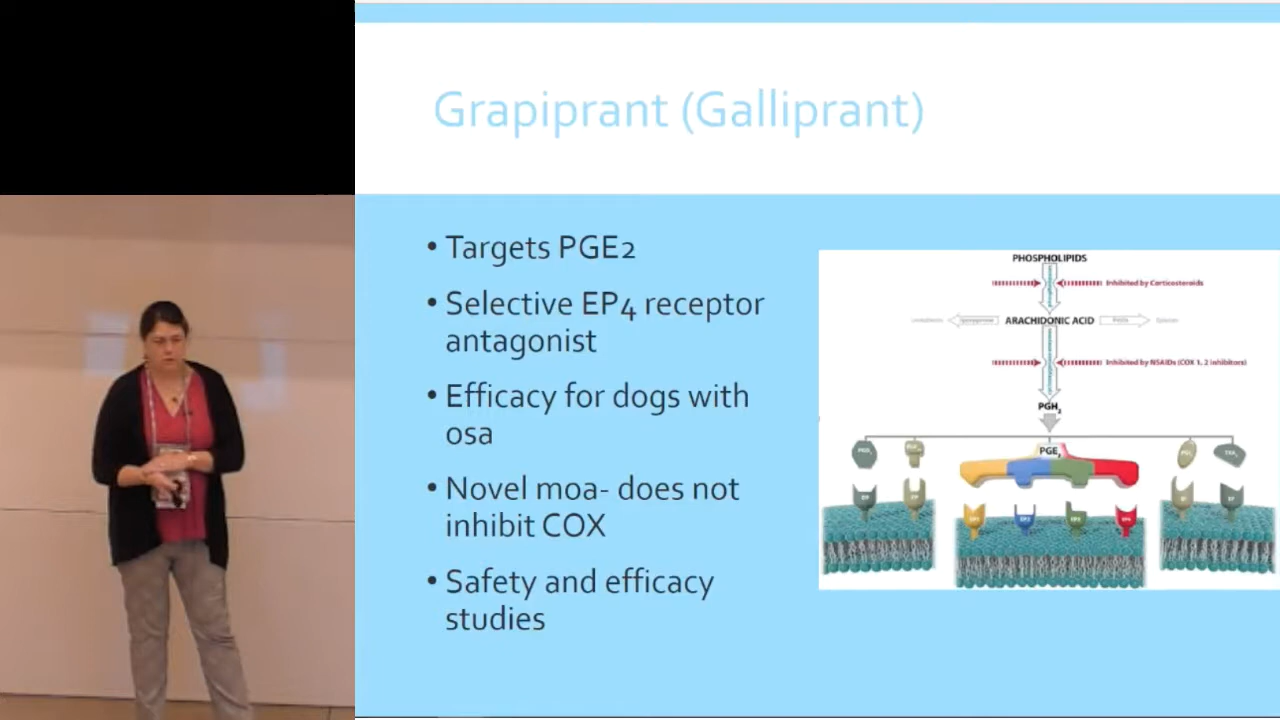 Grapiprant (Galliprant)
• Targets PGE2
• Selective EP4 receptor
antagonist
• Efficacy for dogs with
osa
• Novel moa- does not
inhibit COX
• Safety and efficacy
studies
PHOSPHOLIPIDS
Inhibited by Corticosteroids
ARACHIDONIC ACID
Inhibited by NSAIDs (COX 1, 2 inhibitors)
PGH2
PGE2